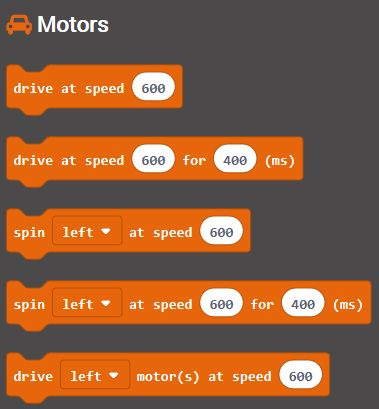 Motors
drive at speed 600
drive at speed 600 for 400 (ms)
spin left at speed 600
spin left at speed 600 for 400 (ms)
drive left motor(s) at speed 600